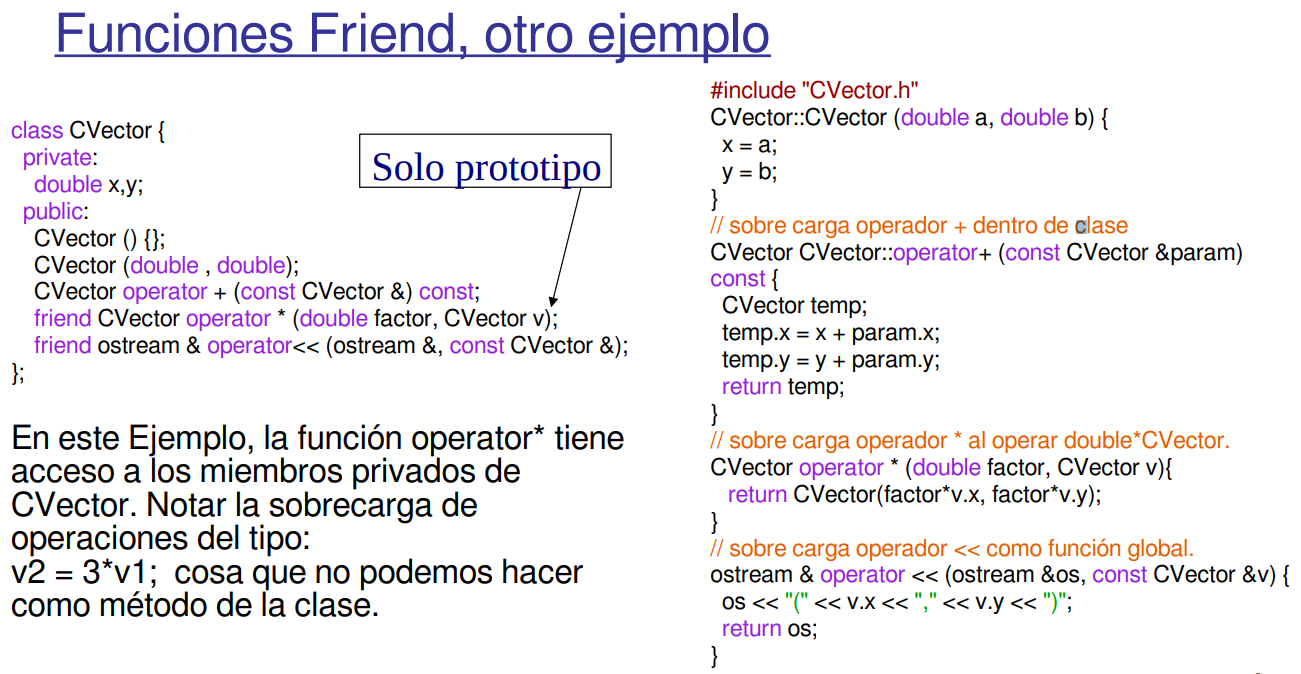 Funciones Friend, otro ejemplo
class CVector {
private:
double x,y;
public:
CVector () {};
CVector (double , double);
CVector operator + (const CVector &) const;
friend CVector operator * (double factor, CVector v);
friend ostream & operator<< (ostream &, const CVector &);
};
Solo prototipo
En este Ejemplo, la función operator* tiene
acceso a los miembros privados de
CVector. Notar la sobrecarga de
operaciones del tipo:
v2 = 3*v1; cosa que no podemos hacer
como método de la clase.
#include "CVector.h"
CVector::CVector (double a, double b) {
x = a;
y = b;
}
// sobre carga operador + dentro de clase
CVector CVector::operator+ (const CVector &param)
const {
CVector temp;
temp.x = x + param.x;
temp.y = y + param.y;
return temp;
}
// sobre carga operador * al operar double*CVector.
CVector operator * (double factor, CVector v){
return CVector(factor*v.x, factor*v.y);
}
// sobre carga operador << como función global.
ostream & operator << (ostream &os, const CVector &v) {
os << "(" << v.x << "," << v.y << ")";
return os;
}